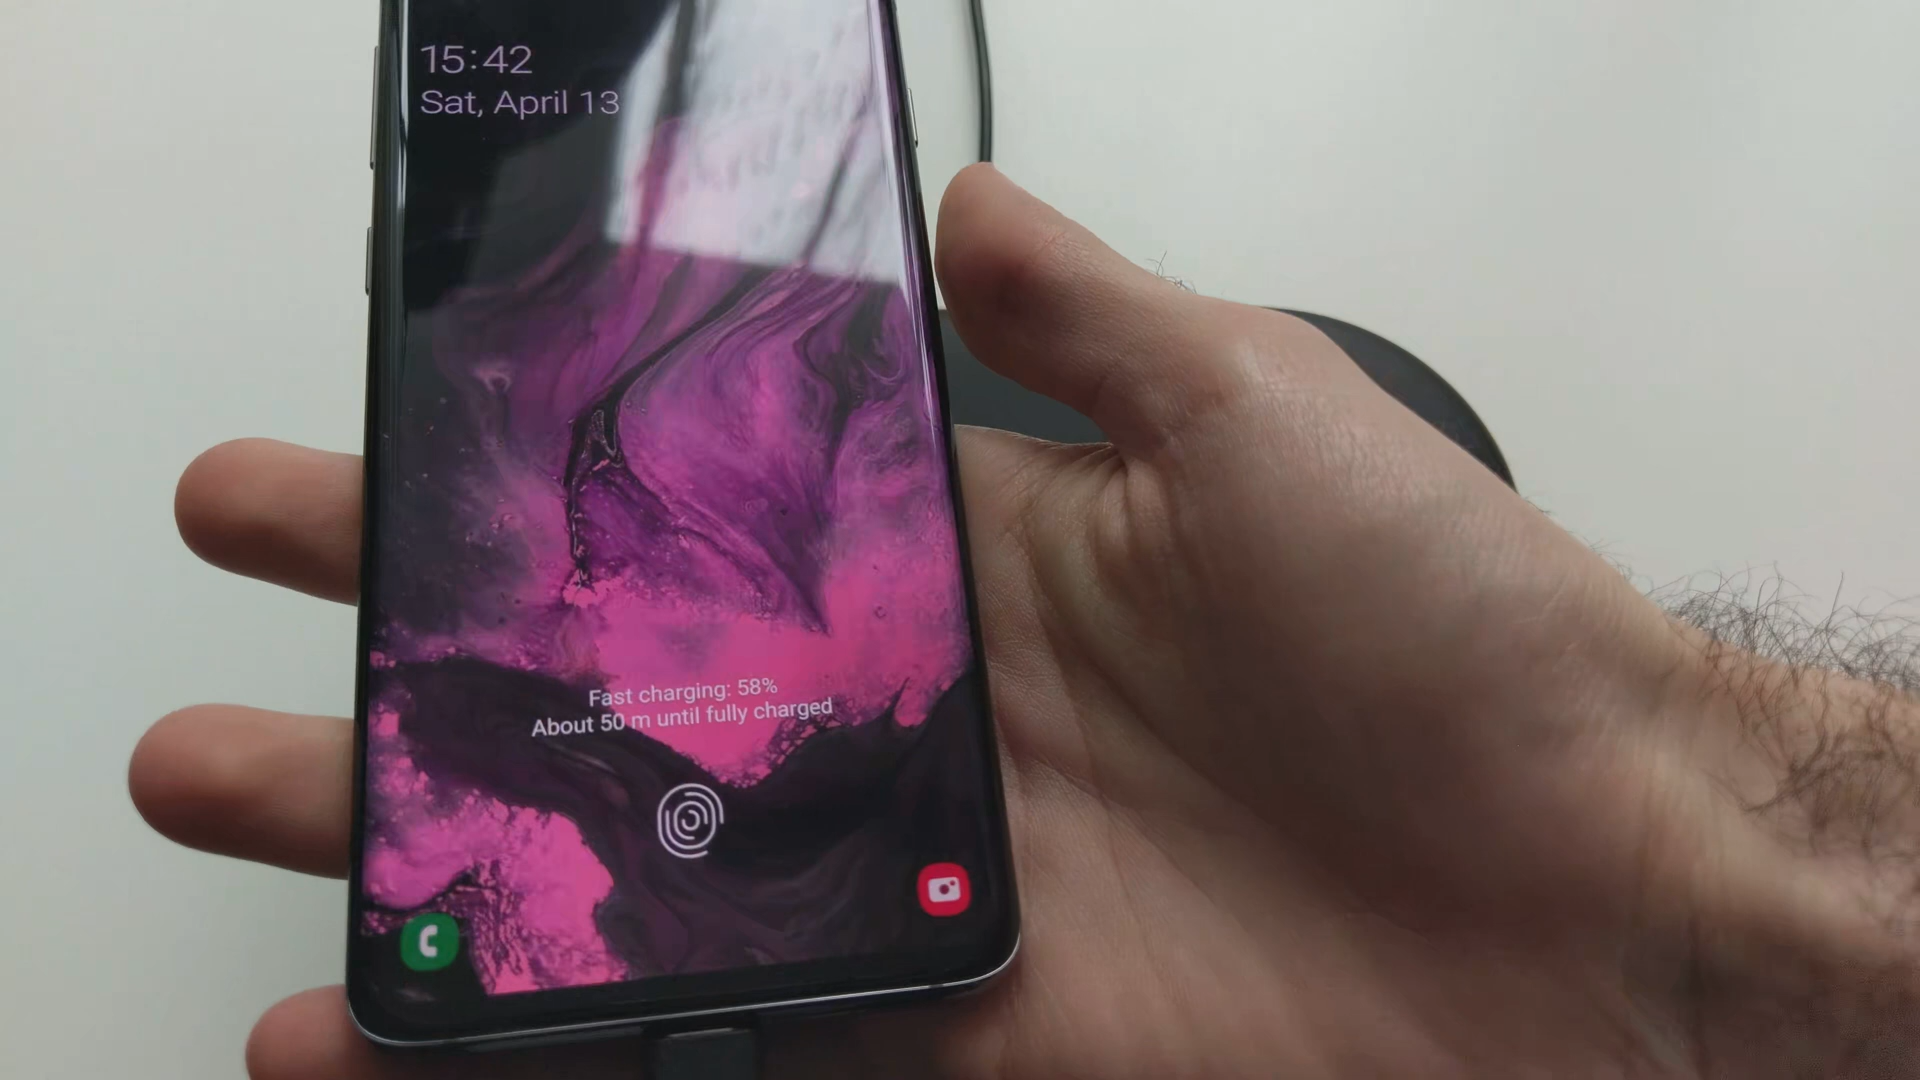 15:42
Sat, April 13
Fast charging: 58%
About 50 m until fully charged